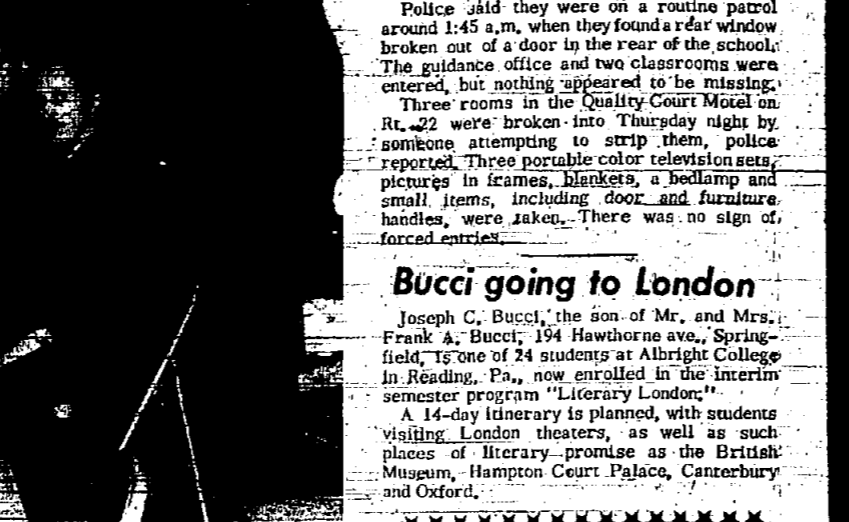 Police said they were on a routine patrol
around 1:45 a.m. when they found a rear window
broken out of a door in the rear of the school.
The guidance office and two classrooms were
entered, but nothing appeared to be missing.
Three rooms in the Quality Court Motel on
Rt. 22 were broken into Thursday night by
someone attempting to strip them, police
reported. Three portable color television sets,
pictures in frames, blankets, a bedlamp and
small items, including door and furniture
handles, were taken. There was no sign of
forced entries.
Bucci going to London
Joseph C. Bucci, the son of Mr. and Mrs.
Frank A. Bucci, 194 Hawthorne ave., Spring-
field, is one of 24 students at Albright College
in Reading, Pa., now enrolled in the interim
semester program "Literary London."
A 14-day itinerary is planned, with students
visiting London theaters, as well as such
places of literary promise as the British
Museum, Hampton Court Palace, Canterbury
and Oxford.